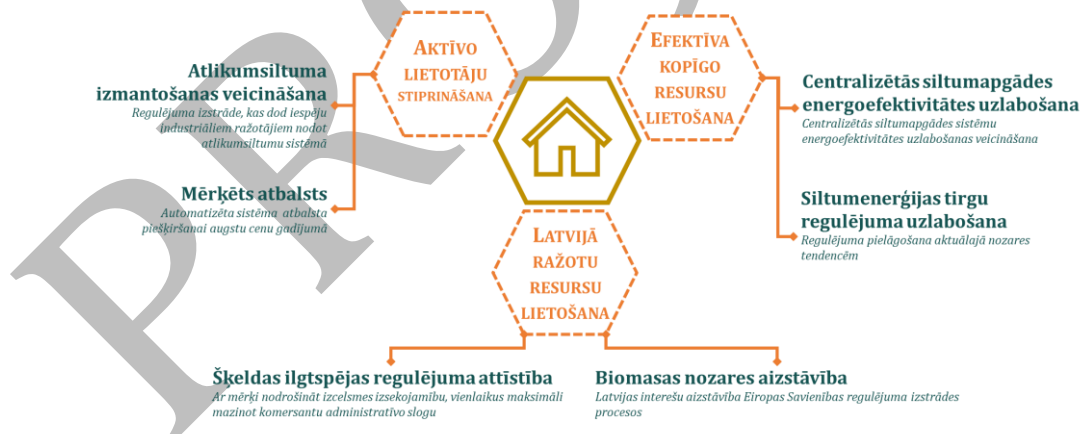 AKTĪVO
LIETOTĀJU
STIPRINĀŠANA
EFEKTĪVA
KOPĪGO
RESURSU
LIETOŠANA
Atlikumsiltuma
izmantošanas veicināšana
Regulējuma izstrāde, kas dod iespēju
industriāliem ražotājiem nodot
atlikumsiltumu sistēmā
Mērķēts atbalsts
Automatizēta sistēma atbalsta
piešķiršanai augstu cenu gadījumā
Centralizētās siltumapgādes
energoefektivitātes uzlabošana
Centralizētās siltumapgādes sistēmu
energoefektivitātes uzlabošanas veicināšana
Siltumenerģijas tirgu
regulējuma uzlabošana
Regulējuma pielāgošana aktuālajā nozares
tendencēm
LATVIJĀ
RAŽOTU
RESURSU
LIETOŠANA
Šķeldas ilgtspējas regulējuma attīstība
Ar mērķi nodrošināt izcelsmes izsekojamību, vienlaikus maksimāli
mazinot komersantu administratīvo slogu
Biomasas nozares aizstāvība
Latvijas interešu aizstāvība Eiropas Savienības regulējuma izstrādes
procesos